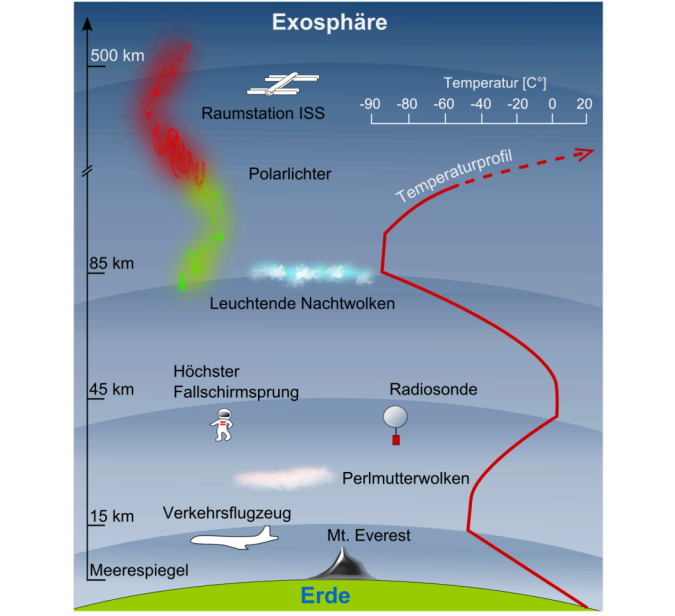 Exosphäre
500 km
Temperatur [C°]
-90 -80 -60 -40 -20 0 20
Raumstation ISS
Temperaturprofil
Polarlichter
85 km
Leuchtende Nachtwolken
Höchster
Fallschirmsprung
Radiosonde
45 km
Perlmutterwolken
Verkehrsflugzeug
15 km
Mt. Everest
Meerespiegel
Erde